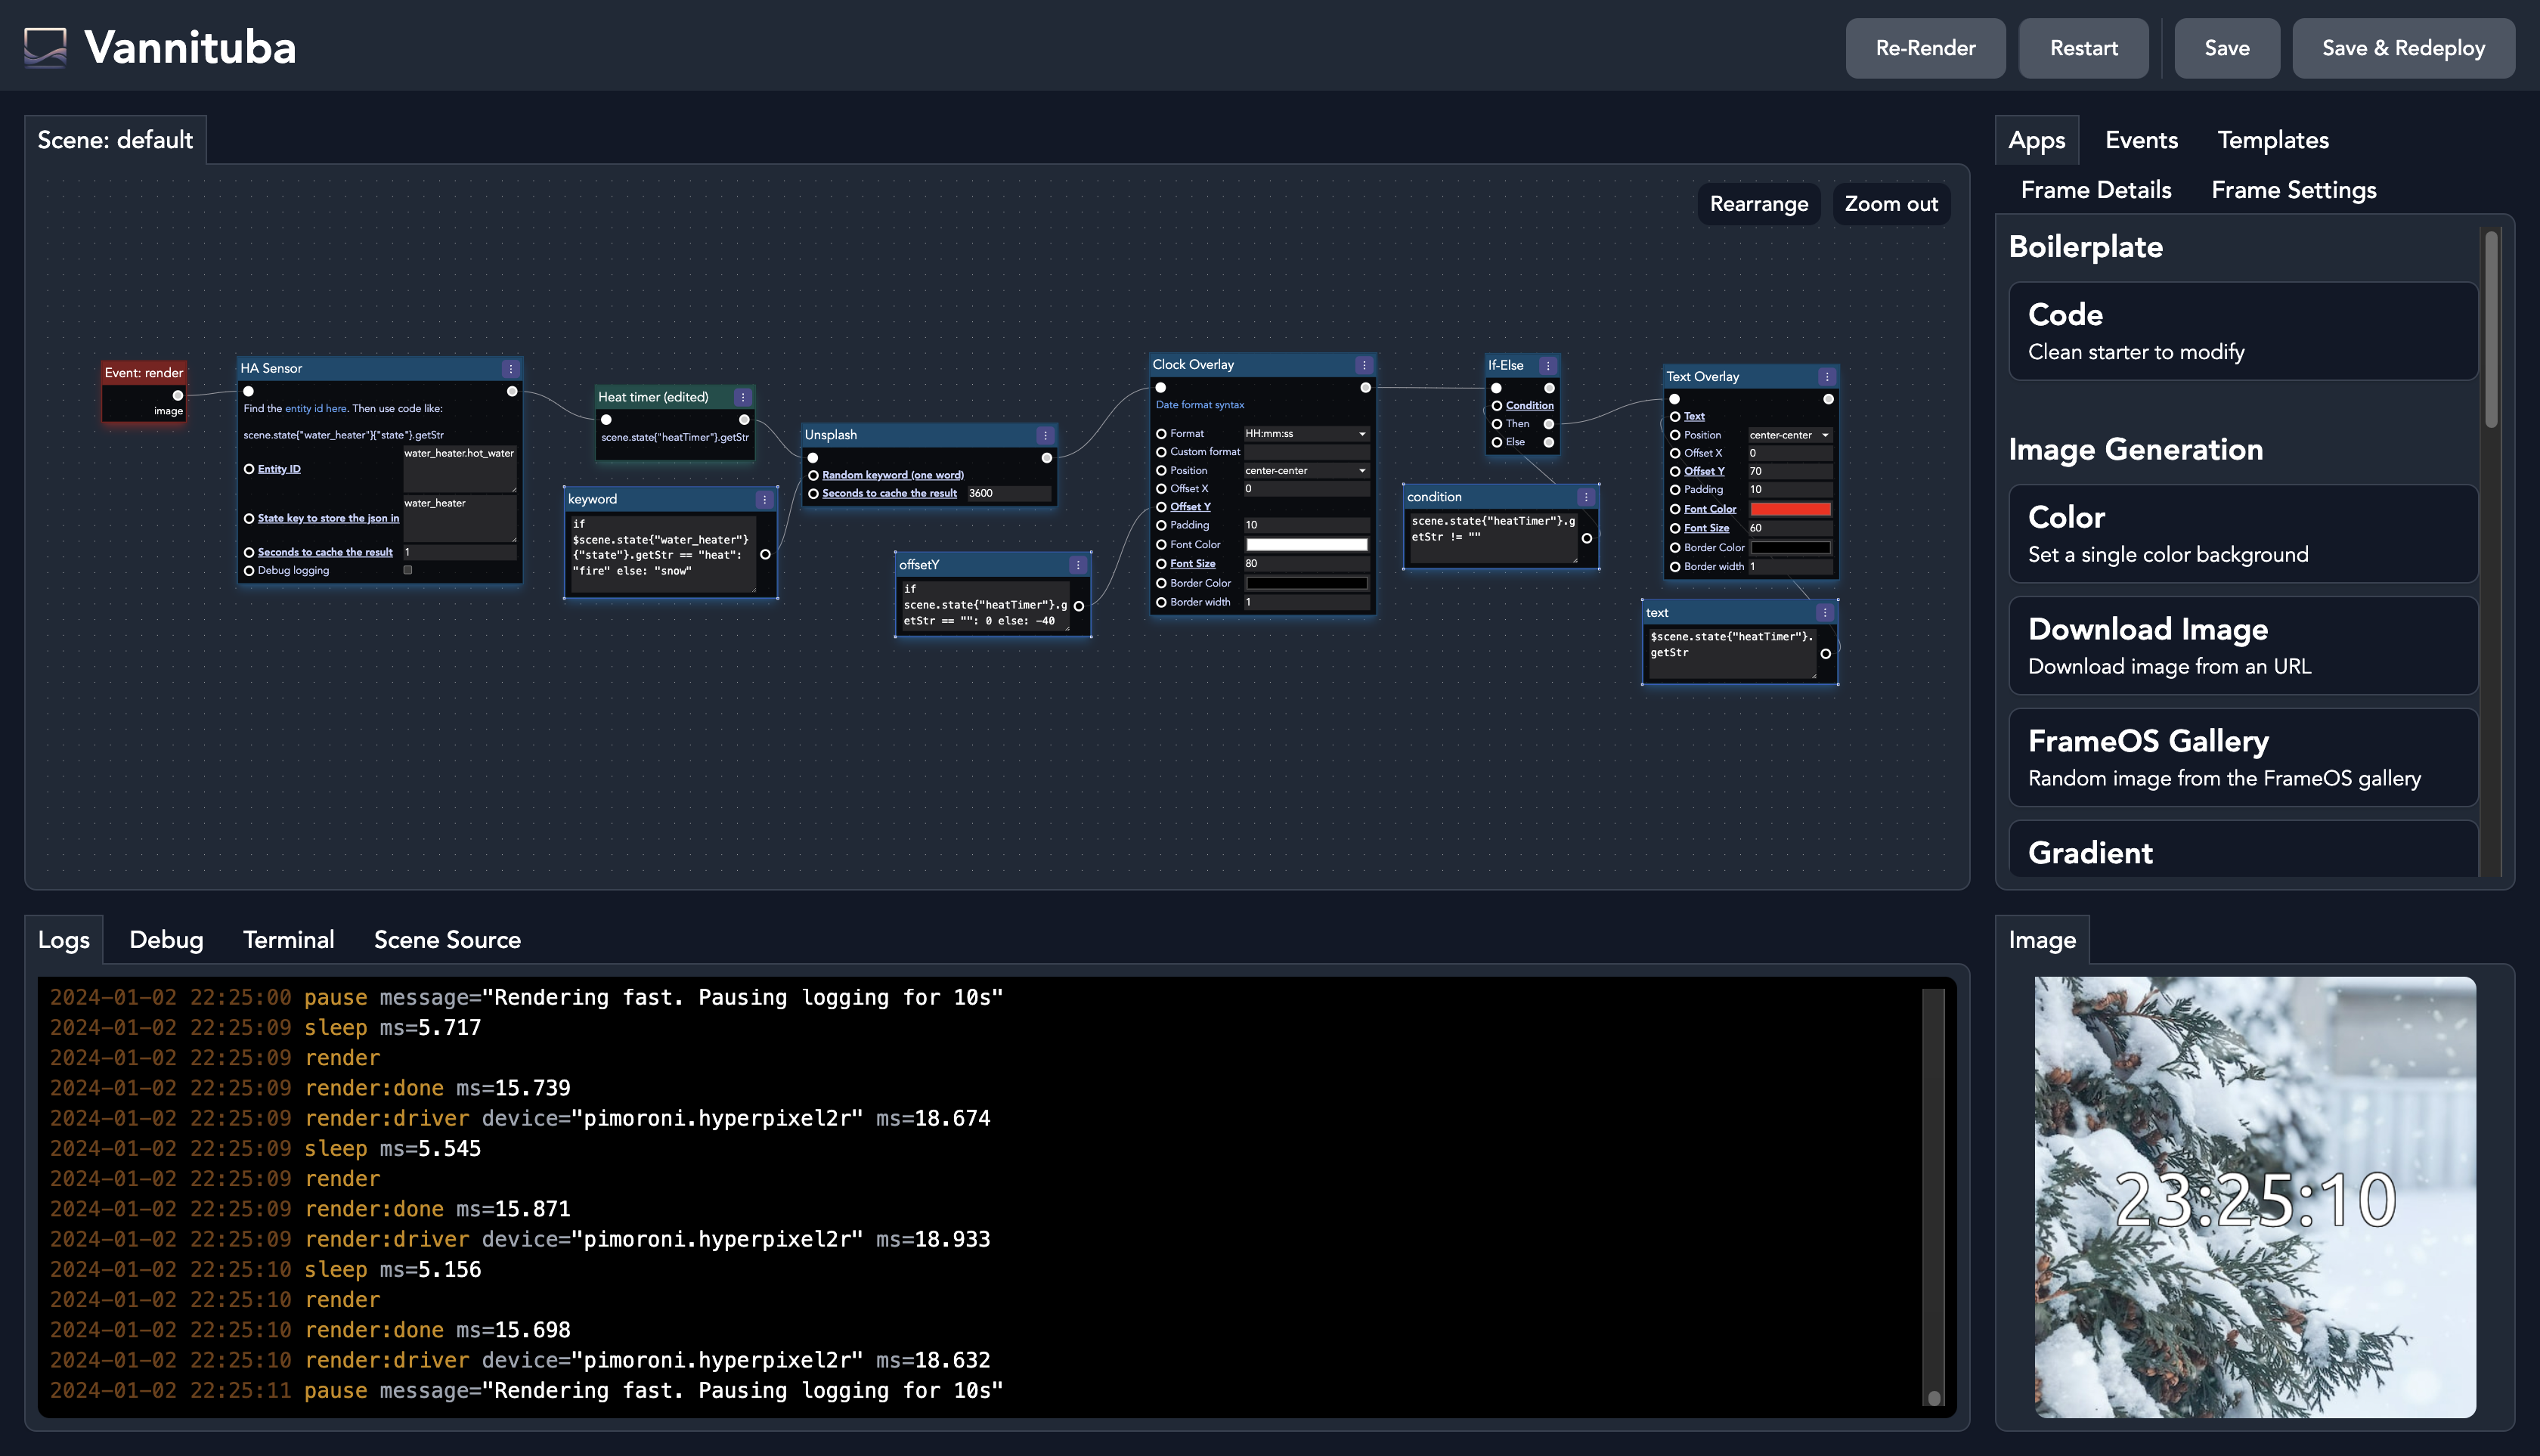 Vannituba
Re-Render
Restart
Save
Save & Redeploy
Scene: default
Rearrange
Zoom out
Event: render
image
HA Sensor
Find the entity id here. Then use code like:
scene.state{"water_heater"}{"state"}.getStr
Entity ID
water_heater.hot_water
State key to store the json in
water_heater
Seconds to cache the result
1
Debug logging
Heat timer (edited)
scene.state{"heatTimer"}.getStr
keyword
if
$scene.state{"water_heater"}
{"state"}.getStr == "heat":
"fire" else: "snow"
Unsplash
Random keyword (one word)
Seconds to cache the result
3600
offsetY
if
scene.state{"heatTimer"}.g
etStr == "": 0 else: -40
Clock Overlay
Date format syntax
Format
HH:mm:ss
Custom format
Position
center-center
Offset X
0
Offset Y
Padding
10
Font Color
Font Size
80
Border Color
Border width
1
If-Else
Condition
Then
Else
condition
scene.state{"heatTimer"}.g
etStr != ""
Text Overlay
Text
Position
center-center
Offset X
0
Offset Y
70
Padding
10
Font Color
Font Size
60
Border Color
Border width
1
text
$scene.state{"heatTimer"}.
getStr
Apps
Events
Templates
Frame Details
Frame Settings
Boilerplate
Code
Clean starter to modify
Image Generation
Color
Set a single color background
Download Image
Download image from an URL
FrameOS Gallery
Random image from the FrameOS gallery
Gradient
Logs
Debug
Terminal
Scene Source
2024-01-02 22:25:00 pause message="Rendering fast. Pausing logging for 10s"
2024-01-02 22:25:09 sleep ms=5.717
2024-01-02 22:25:09 render
2024-01-02 22:25:09 render:done ms=15.739
2024-01-02 22:25:09 render:driver device="pimoroni.hyperpixel2r" ms=18.674
2024-01-02 22:25:09 sleep ms=5.545
2024-01-02 22:25:09 render
2024-01-02 22:25:09 render:done ms=15.871
2024-01-02 22:25:09 render:driver device="pimoroni.hyperpixel2r" ms=18.933
2024-01-02 22:25:10 sleep ms=5.156
2024-01-02 22:25:10 render
2024-01-02 22:25:10 render:done ms=15.698
2024-01-02 22:25:10 render:driver device="pimoroni.hyperpixel2r" ms=18.632
2024-01-02 22:25:11 pause message="Rendering fast. Pausing logging for 10s"
Image
23:25:10